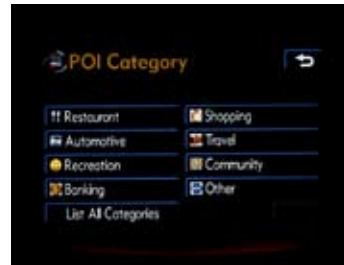 POI Category
Restaurant
Shopping
Automotive
Travel
Recreation
Community
Banking
Other
List All Categories